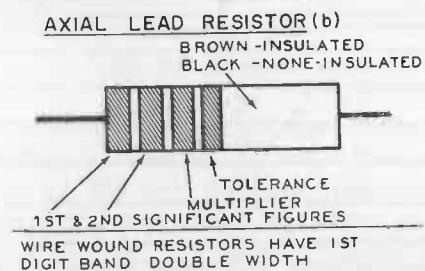 AXIAL LEAD RESISTOR (b)
BROWN -INSULATED
BLACK -NONE-INSULATED
TOLERANCE
MULTIPLIER
1ST & 2ND SIGNIFICANT FIGURES
WIRE WOUND RESISTORS HAVE 1ST
DIGIT BAND DOUBLE WIDTH